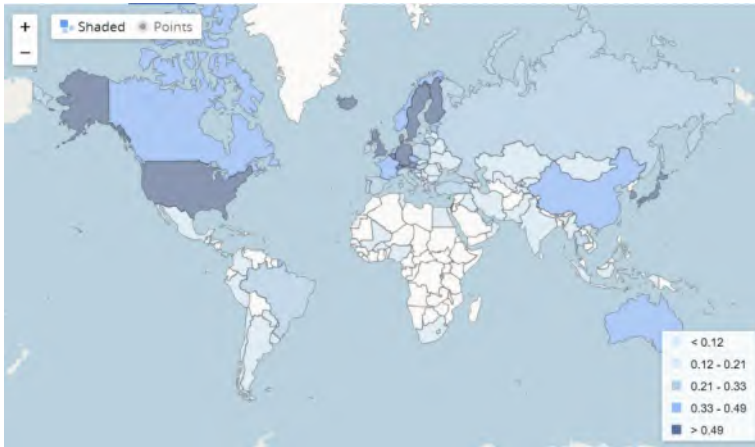 +
Shaded Points
−
< 0.12
0.12 - 0.21
0.21 - 0.33
0.33 - 0.49
> 0.49